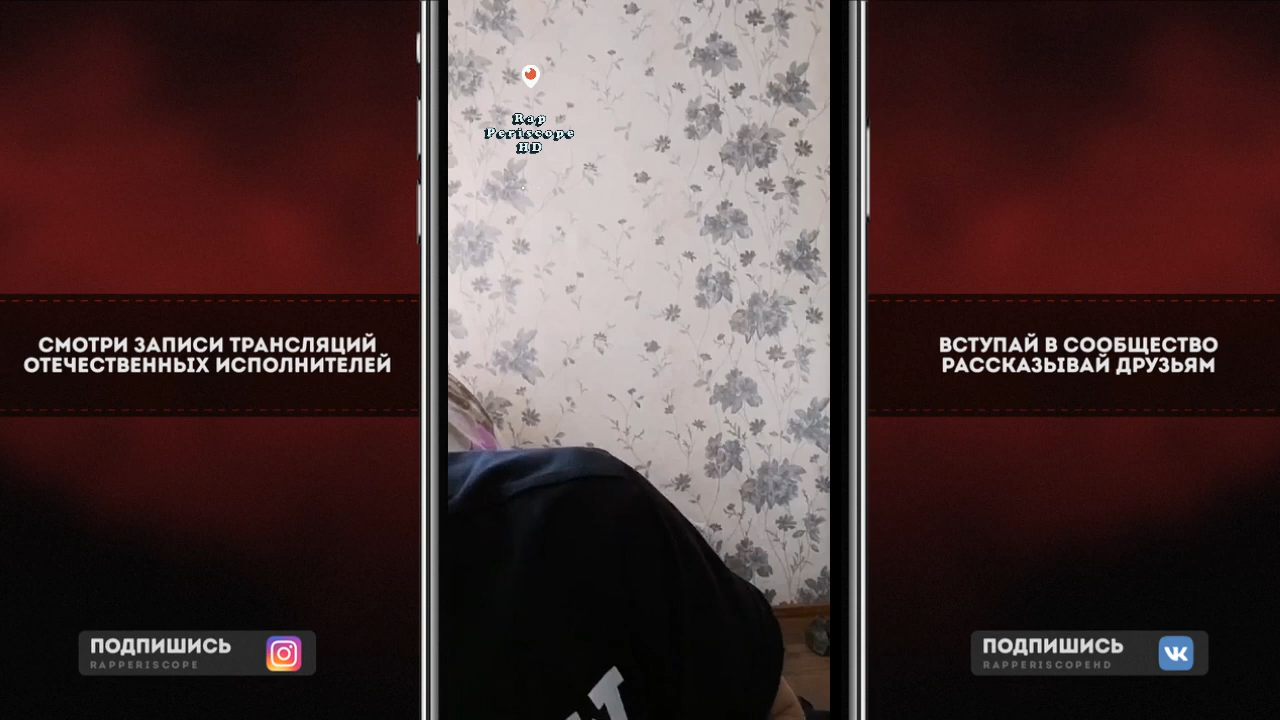 Rap
Periscope
HD
СМОТРИ ЗАПИСИ ТРАНСЛЯЦИЙ
ОТЕЧЕСТВЕННЫХ ИСПОЛНИТЕЛЕЙ
ВСТУПАЙ В СООБЩЕСТВО
РАССКАЗЫВАЙ ДРУЗЬЯМ
ПОДПИШИСЬ
RAPPERISCOPE
ПОДПИШИСЬ
RAPPERISCOPEHD